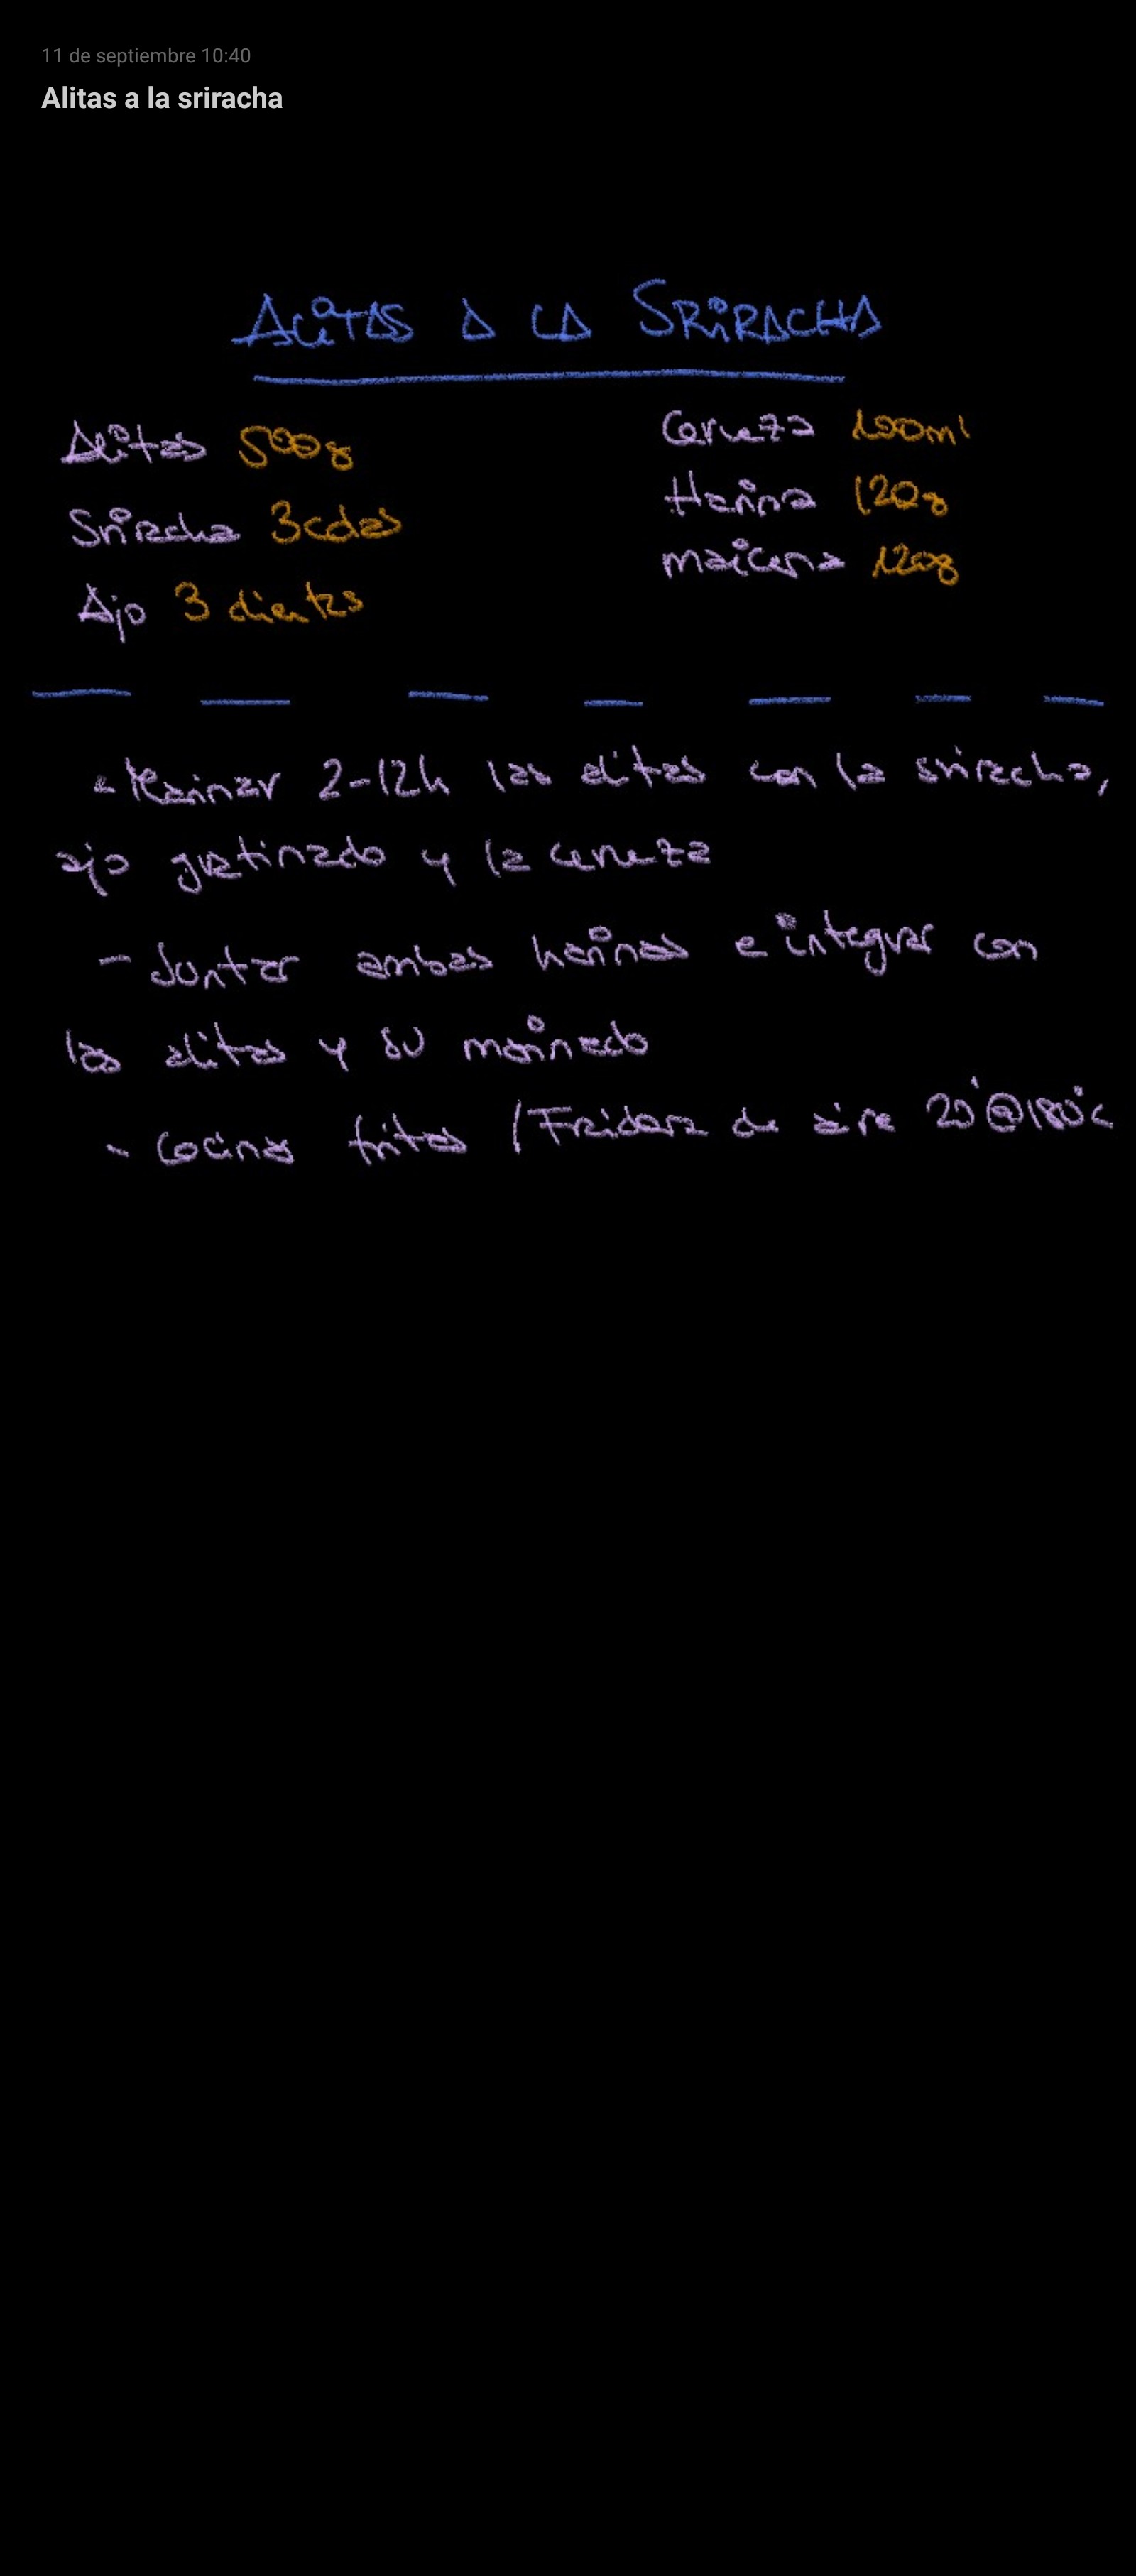 11 de septiembre 10:40
Alitas a la sriracha
ALITAS A LA SRIRACHA
Alitas 500g
Cerveza 100ml
Sriracha 3cdas
Harina 120g
Ajo 3 dientes
maicena 120g
- Marinar 2-12h las alitas con la sriracha,
ajo gratinado y la cerveza
- Juntar ambas harinas e integrar con
las alitas y su marinado
- Cocinar fritas / Freidora de aire 20'@180°c